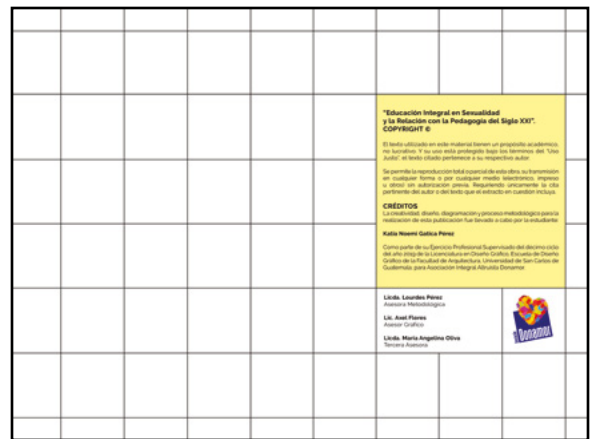 "Educación Integral en Sexualidad
y la Relación con la Pedagogía del Siglo XXI".
COPYRIGHT ©
El texto utilizado en este material tienen un propósito académico,
no lucrativo. Y su uso está protegido bajo los términos del "Uso
Justo" el texto citado pertenece a su respectivo autor.
Se permite la reproducción total o parcial de esta obra, su transmisión
en cualquier forma o por cualquier medio (electrónico, impreso
u otros) sin autorización previa. Requiriendo únicamente la cita
pertinente del autor o del texto que el extracto en cuestión incluya.
CRÉDITOS
La creatividad, diseño, diagramación y proceso metodológico para la
realización de esta publicación fue llevado a cabo por la estudiante:
Katia Noemi Gatica Pérez
Como parte de su Ejercicio Profesional Supervisado del décimo ciclo
del año 2019 de la Licenciatura en Diseño Gráfico, Escuela de Diseño
Gráfico de la Facultad de Arquitectura, Universidad de San Carlos de
Guatemala; para Asociación Integral Altruista Donamor.
Licda. Lourdes Pérez
Asesora Metodológica
Lic. Axel Flores
Asesor Gráfico
Licda. María Angelina Oliva
Tercera Asesora
Donamor